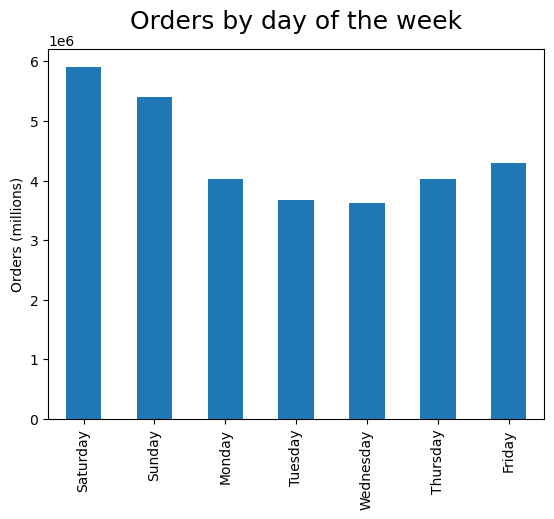 Orders by day of the week
1e6
Orders (millions)
6
5
4
3
2
1
0
Saturday
Sunday
Monday
Tuesday
Wednesday
Thursday
Friday